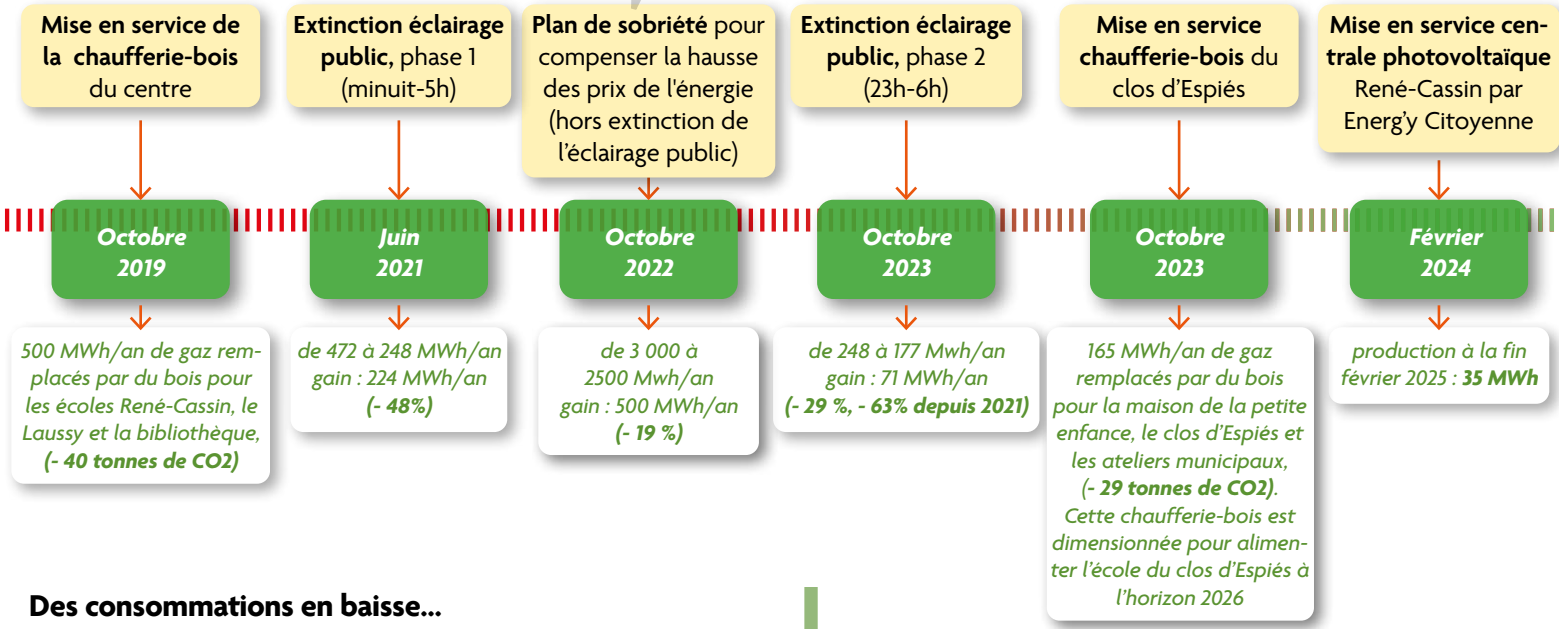 Mise en service de
la chaufferie-bois
du centre
Octobre
2019
500 MWh/an de gaz rem-
placés par du bois pour
les écoles René-Cassin, le
Laussy et la bibliothèque,
(- 40 tonnes de CO2)
Extinction éclairage
public, phase 1
(minuit-5h)
Juin
2021
de 472 à 248 MWh/an
gain : 224 MWh/an
(- 48%)
Plan de sobriété pour
compenser la hausse
des prix de l'énergie
(hors extinction de
l'éclairage public)
Octobre
2022
de 3 000 à
2500 Mwh/an
gain : 500 MWh/an
(- 19 %)
Extinction éclairage
public, phase 2
(23h-6h)
Octobre
2023
de 248 à 177 Mwh/an
gain : 71 MWh/an
(- 29 %, - 63% depuis 2021)
Mise en service
chaufferie-bois du
clos d'Espiés
Octobre
2023
165 MWh/an de gaz
remplacés par du bois
pour la maison de la petite
enfance, le clos d'Espiés et
les ateliers municipaux,
(- 29 tonnes de CO2).
Cette chaufferie-bois est
dimensionnée pour alimen-
ter l'école du clos d'Espiés à
l'horizon 2026
Mise en service cen-
trale photovoltaïque
René-Cassin par
Energ'y Citoyenne
Février
2024
production à la fin
février 2025 : 35 MWh
Des consommations en baisse...